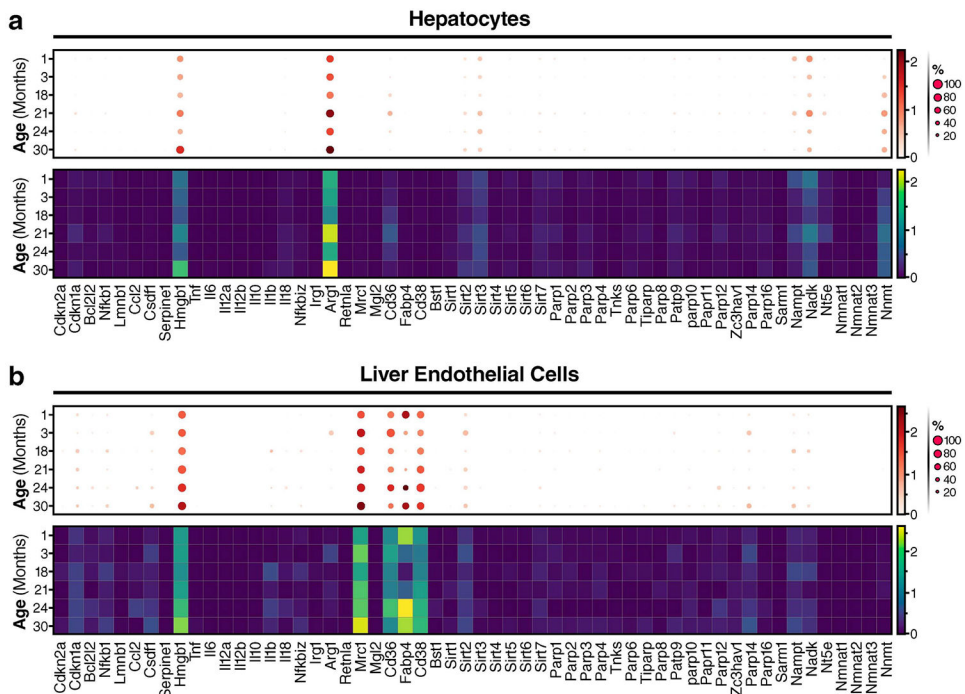 a
Hepatocytes
Age (Months)
1
3
18
21
24
30
2
1
0
%
100
80
60
40
20
Age (Months)
1
3
18
21
24
30
2
1
0
Cdkn2a
Cdkn1a
Bcl2l2
Nfkb1
Lmnb1
Ccl2
Csdf1
Serpine1
Hmgb1
Tnf
Il6
Il12a
Il12b
Il10
Il1b
Il18
Nfkbiz
Irg1
Arg1
Retnla
Mrc1
Mgl2
Cd36
Fabp4
Cd38
Bst1
Sirt1
Sirt2
Sirt3
Sirt4
Sirt5
Sirt6
Sirt7
Parp1
Parp2
Parp3
Parp4
Tnks
Parp6
Tiparp
Parp8
Patp9
parp10
Papr11
Parp12
Zc3hav1
Parp14
Parp16
Sarm1
Nampt
Nadk
Nt5e
Nmnat1
Nmnat2
Nmnat3
Nnmt
b
Liver Endothelial Cells
Age (Months)
1
3
18
21
24
30
2
1
0
%
100
80
60
40
20
Age (Months)
1
3
18
21
24
30
2
1
0
Cdkn2a
Cdkn1a
Bcl2l2
Nfkb1
Lmnb1
Ccl2
Csdf1
Serpine1
Hmgb1
Tnf
Il6
Il12a
Il12b
Il10
Il1b
Il18
Nfkbiz
Irg1
Arg1
Retnla
Mrc1
Mgl2
Cd36
Fabp4
Cd38
Bst1
Sirt1
Sirt2
Sirt3
Sirt4
Sirt5
Sirt6
Sirt7
Parp1
Parp2
Parp3
Parp4
Tnks
Parp6
Tiparp
Parp8
Patp9
parp10
Papr11
Parp12
Zc3hav1
Parp14
Parp16
Sarm1
Nampt
Nadk
Nt5e
Nmnat1
Nmnat2
Nmnat3
Nnmt